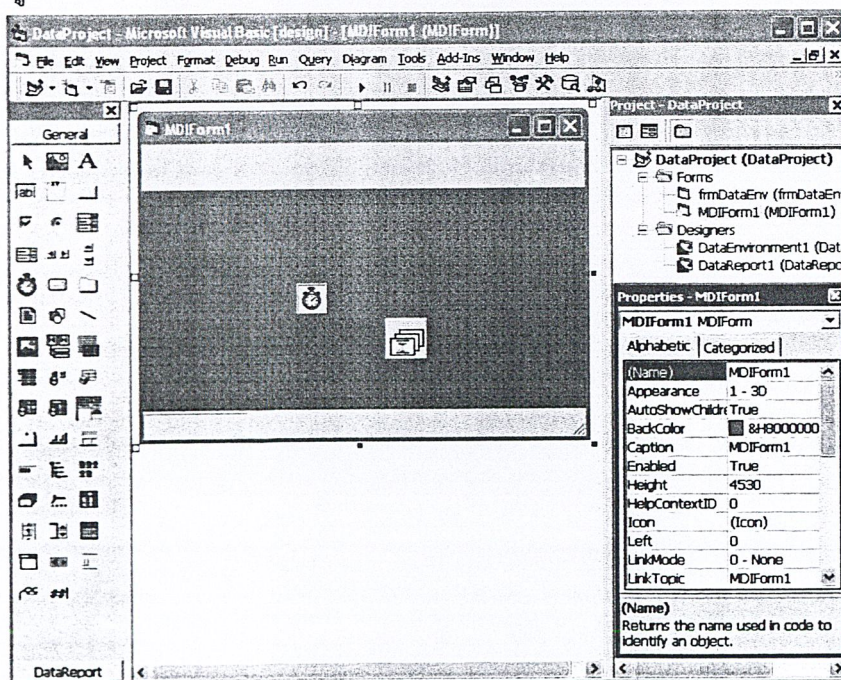 DataProject - Microsoft Visual Basic [design] - [MDIForm1 (MDIForm)]
File Edit View Project Format Debug Run Query Diagram Tools Add-Ins Window Help
General
A
abl
DataReport
MDIForm1
Project - DataProject
DataProject (DataProject)
Forms
frmDataEnv (frmDataEn
MDIForm1 (MDIForm1)
Designers
DataEnvironment1 (Dat
DataReport1 (DataRepo
Properties - MDIForm1
MDIForm1 MDIForm
Alphabetic Categorized
(Name) MDIForm1
Appearance 1 - 3D
AutoShowChildre True
BackColor &H8000000
Caption MDIForm1
Enabled True
Height 4530
HelpContextID 0
Icon (Icon)
Left 0
LinkMode 0 - None
LinkTopic MDIForm1
(Name)
Returns the name used in code to
identify an object.